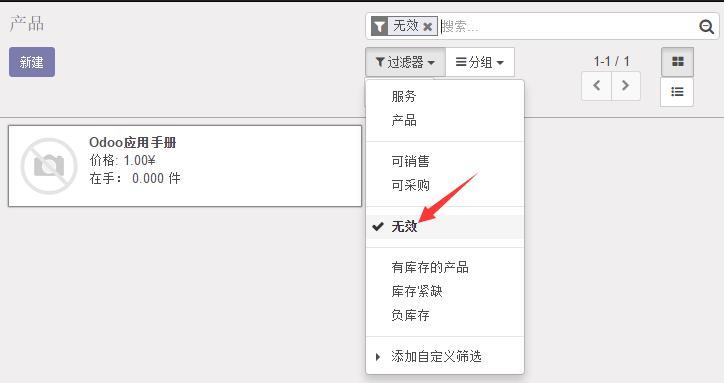 产品
无效 搜索...
新建
过滤器 分组 1-1 / 1
服务
产品
Odoo应用手册
价格: 1.00¥
在手: 0.000 件
可销售
可采购
无效
有库存的产品
库存紧缺
负库存
添加自定义筛选